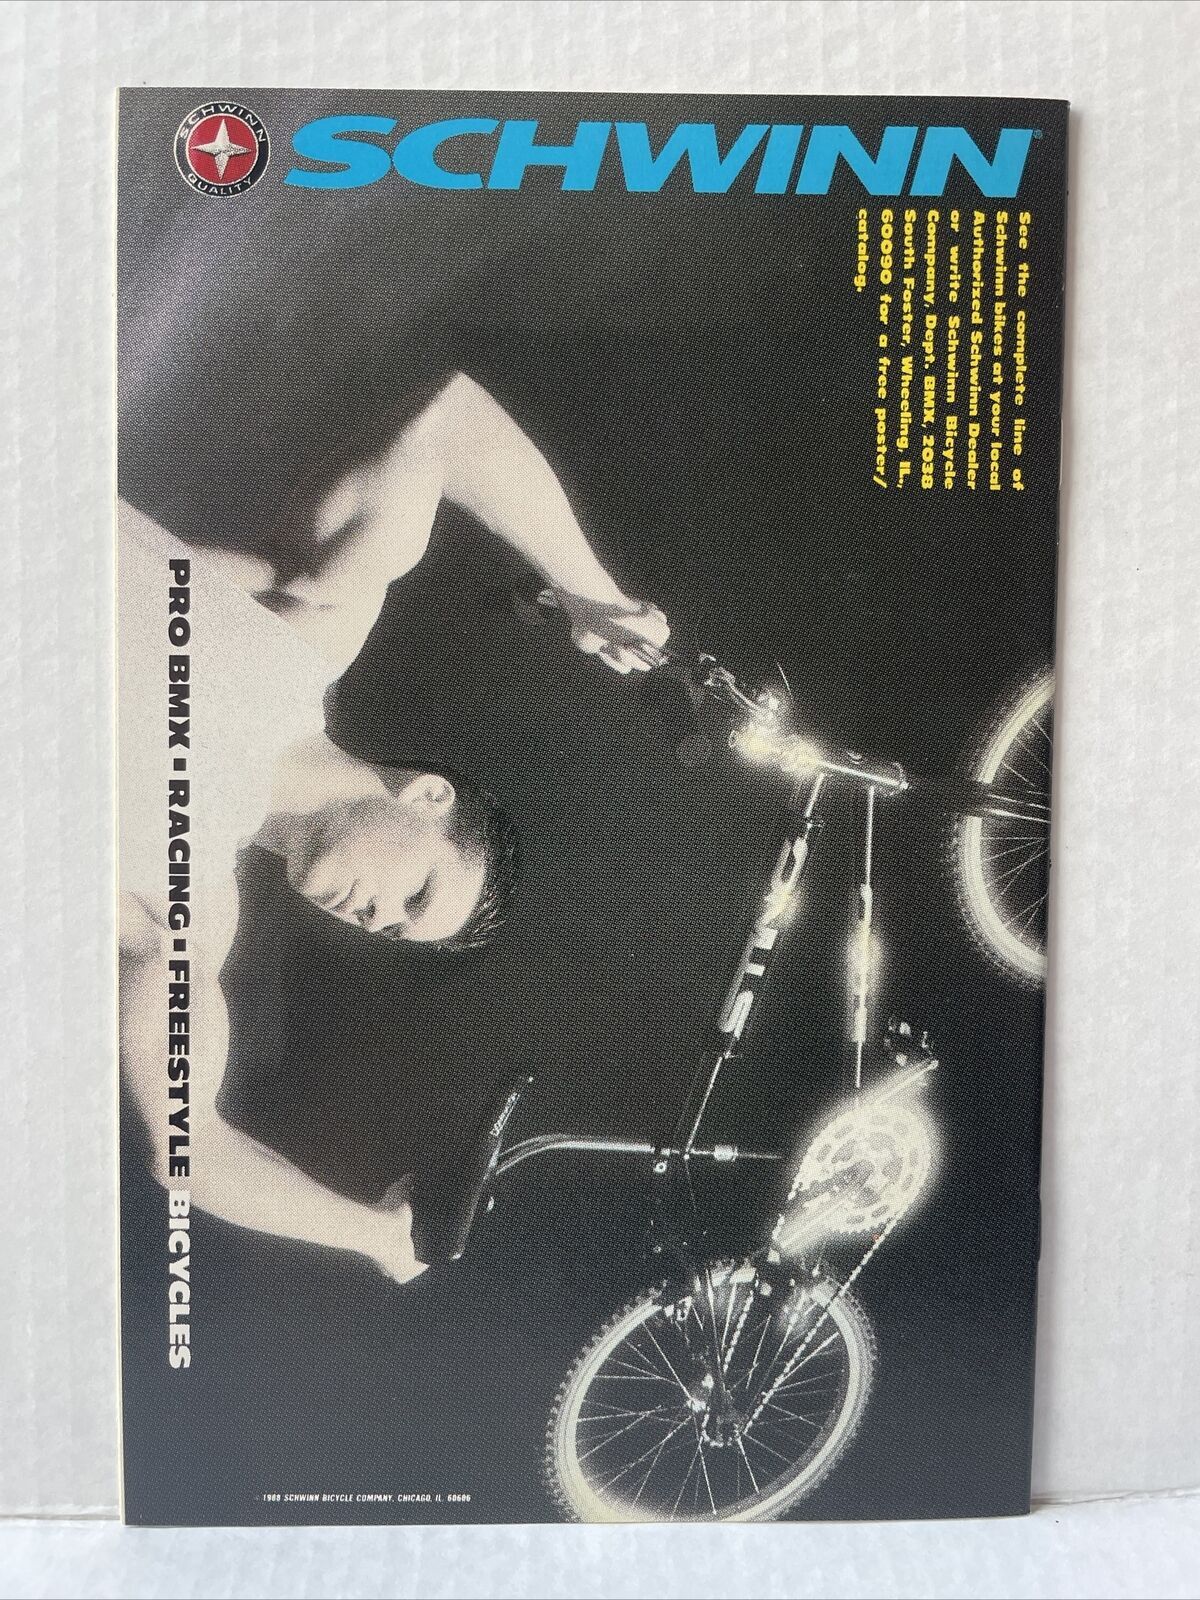 SCHWINN
QUALITY
SCHWINN®
See the complete line of
Schwinn bikes at your local
Authorized Schwinn Dealer
or write Schwinn Bicycle
Company, Dept. BMX, 2038
South Foster, Wheeling, IL.,
60090 for a free poster/
catalog.
PRO BMX ▪ RACING ▪ FREESTYLE BICYCLES
1988 SCHWINN BICYCLE COMPANY, CHICAGO, IL. 60606